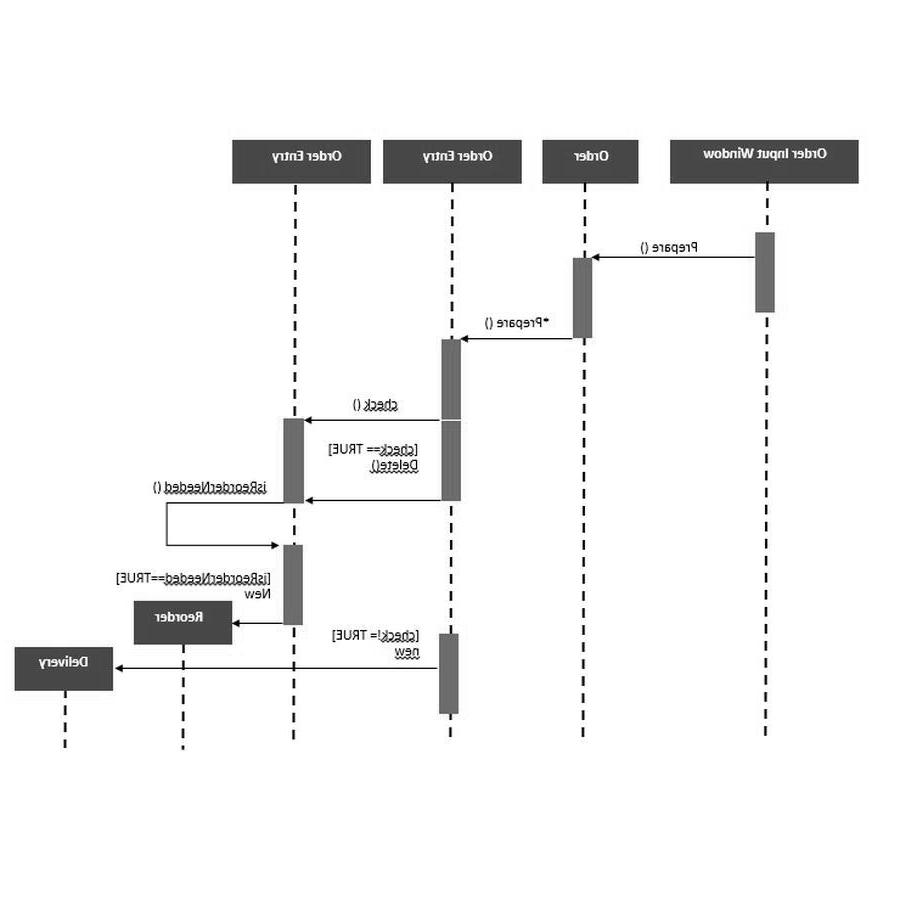 Order Input Window
Order
Order Entry
Order Entry
Prepare ()
*Prepare ()
check ()
[check== TRUE]
Delete()
isReorderNeeded ()
[isReorderNeeded==TRUE]
New
Reorder
[check!= TRUE]
new
Delivery